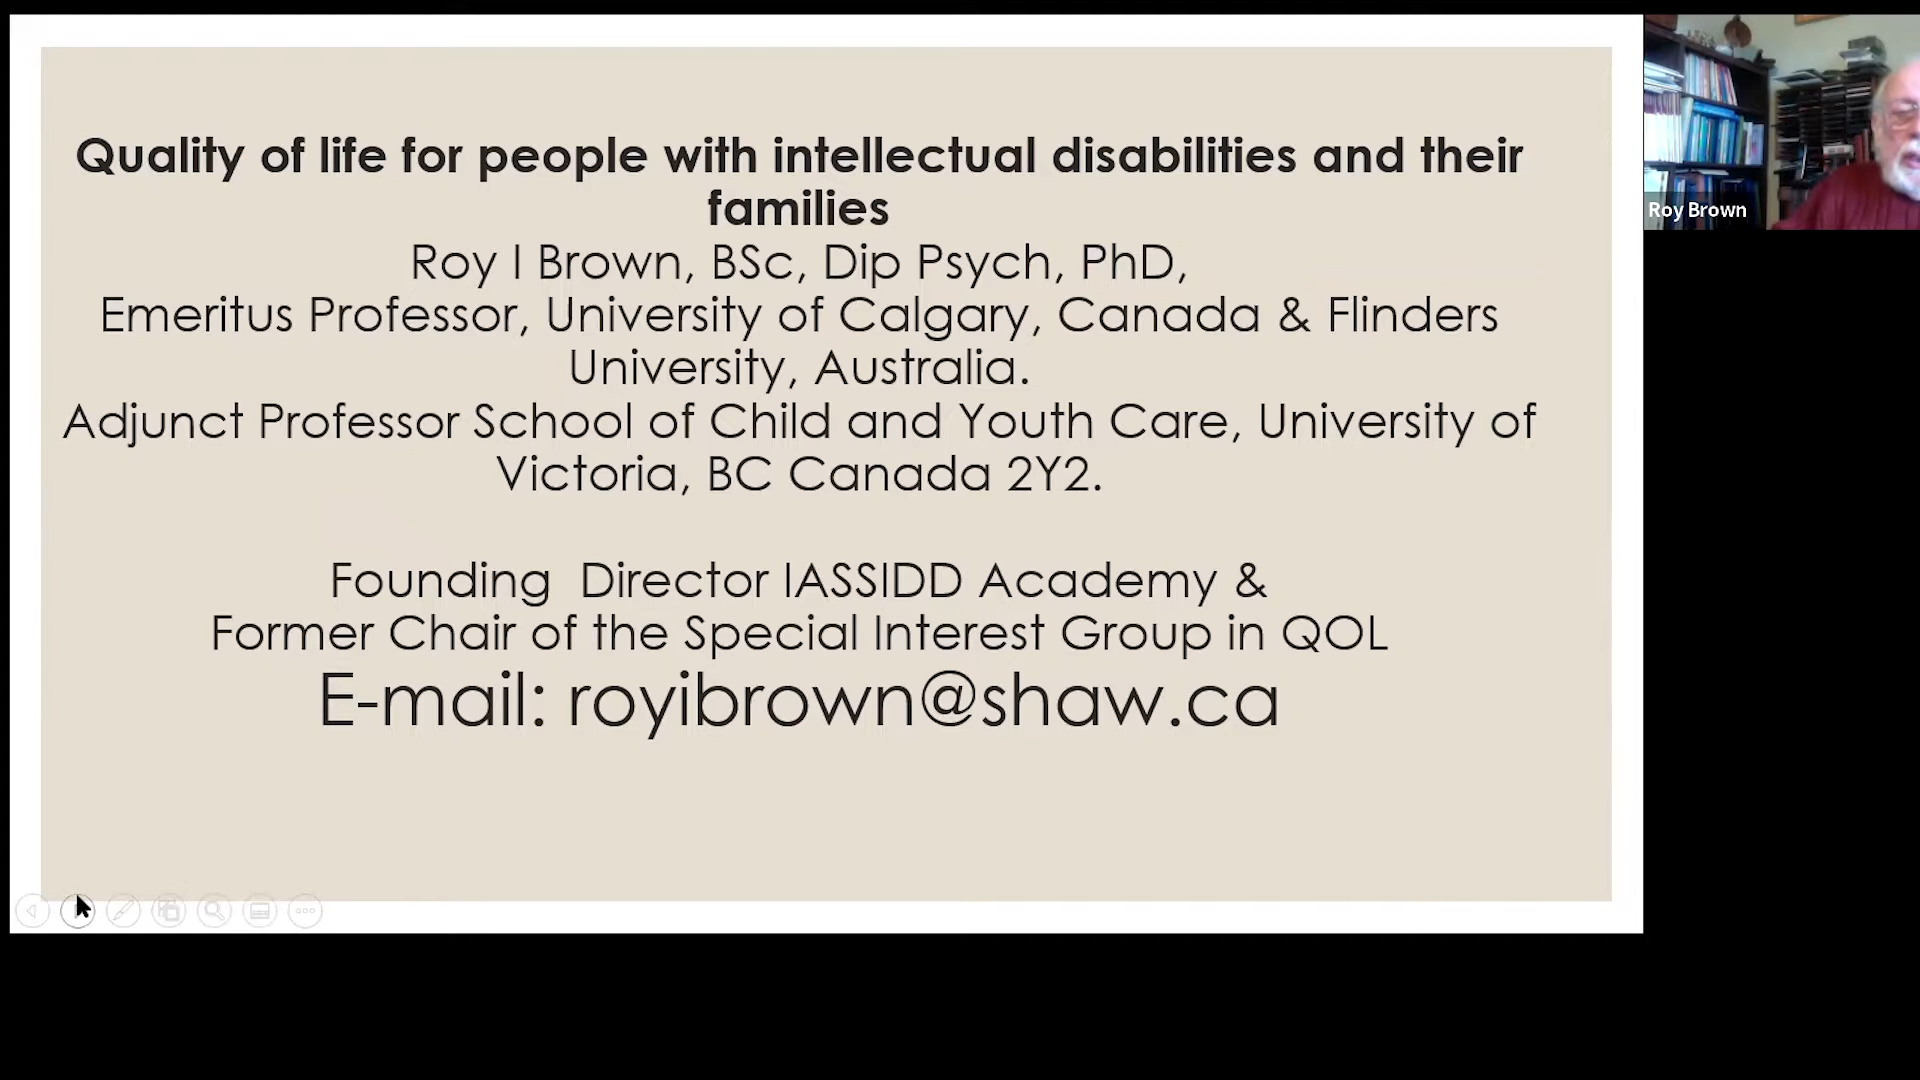 Quality of life for people with intellectual disabilities and their
families
Roy I Brown, BSc, Dip Psych, PhD,
Emeritus Professor, University of Calgary, Canada & Flinders
University, Australia.
Adjunct Professor School of Child and Youth Care, University of
Victoria, BC Canada 2Y2.
Founding Director IASSIDD Academy &
Former Chair of the Special Interest Group in QOL
E-mail: royibrown@shaw.ca
Roy Brown